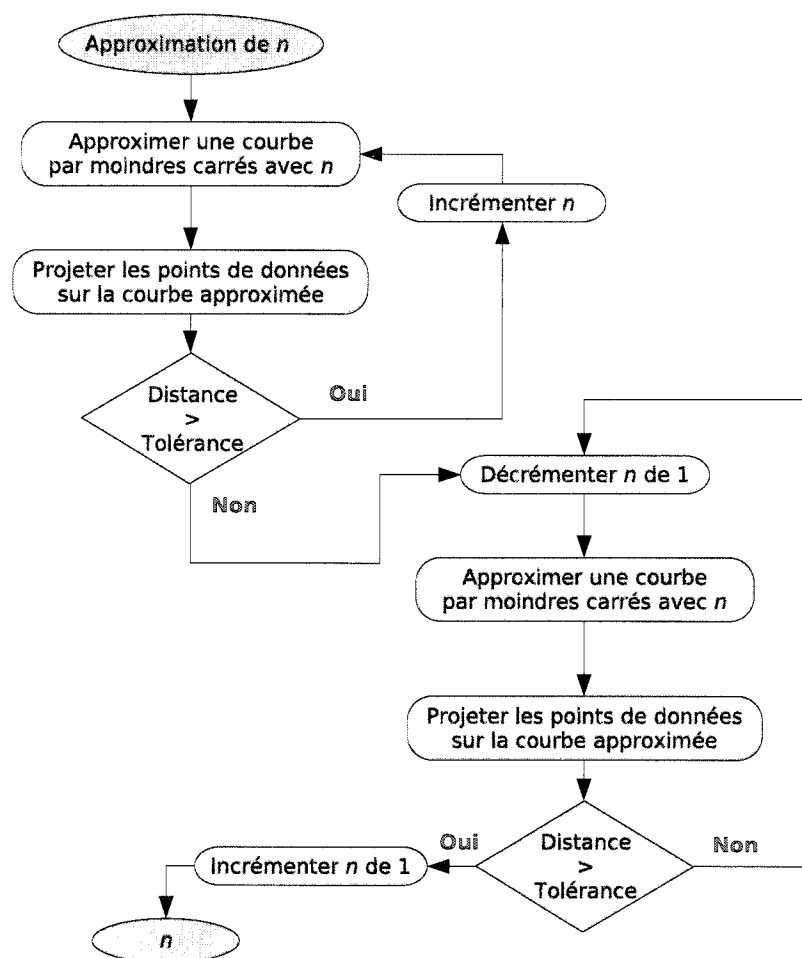 Approximation de n
Approximer une courbe
par moindres carrés avec n
Incrémenter n
Projeter les points de données
sur la courbe approximée
Distance
>
Tolérance
Oui
Non
Décrémenter n de 1
Approximer une courbe
par moindres carrés avec n
Projeter les points de données
sur la courbe approximée
Distance
>
Tolérance
Oui
Non
Incrémenter n de 1
n